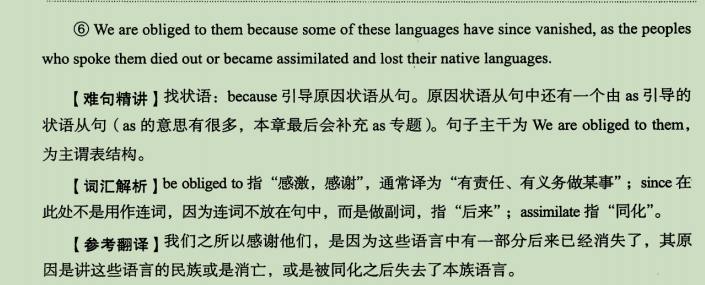 ⑥ We are obliged to them because some of these languages have since vanished, as the peoples
who spoke them died out or became assimilated and lost their native languages.
【难句精讲】找状语：because 引导原因状语从句。原因状语从句中还有一个由 as 引导的
状语从句（as 的意思有很多，本章最后会补充 as 专题）。句子主干为 We are obliged to them，
为主谓表结构。
【词汇解析】be obliged to 指“感激，感谢”，通常译为“有责任、有义务做某事”；since 在
此处不是用作连词，因为连词不放在句中，而是做副词，指“后来”；assimilate 指“同化”。
【参考翻译】我们之所以感谢他们，是因为这些语言中有一部分后来已经消失了，其原
因是讲这些语言的民族或是消亡，或是被同化之后失去了本族语言。